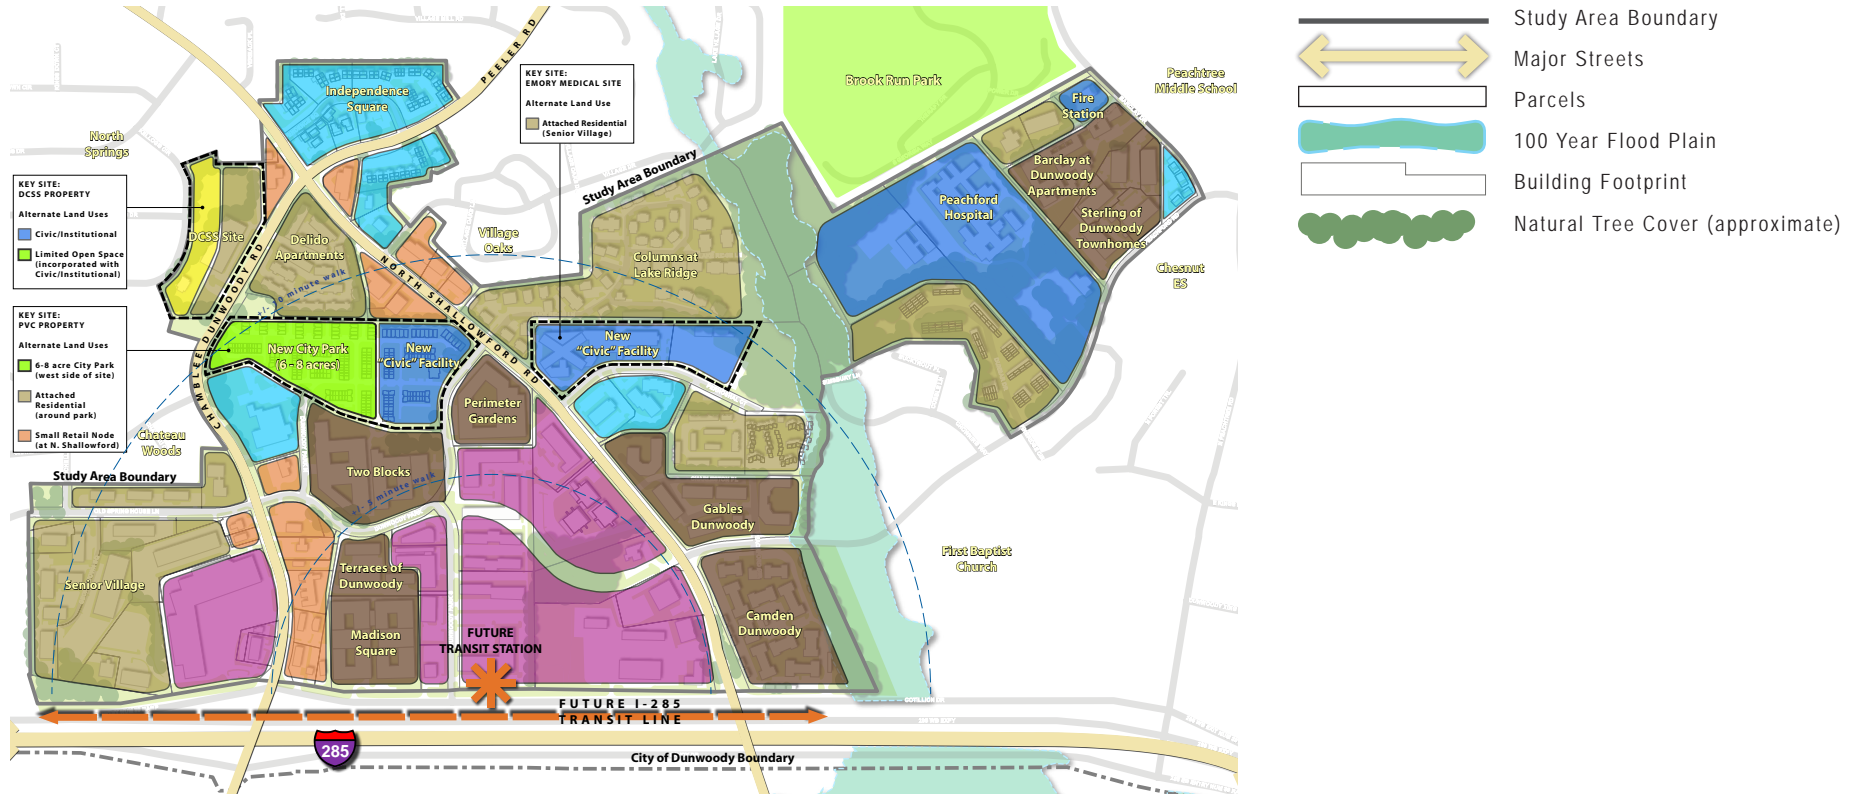 PEELER RD
KEY SITE:
EMORY MEDICAL SITE
Alternate Land Use
Attached Residential
(Senior Village)
Independence
Square
Brook Run Park
Peachtree
Middle School
Fire
Station
North
Springs
Study Area Boundary
Barclay at
Dunwoody
Apartments
KEY SITE:
DCSS PROPERTY
Alternate Land Uses
Civic/Institutional
Limited Open Space
(incorporated with
Civic/Institutional)
DCSS Site
Peachford
Hospital
Sterling of
Dunwoody
Townhomes
Delido
Apartments
Village
Oaks
Columns at
Lake Ridge
Chesnut
ES
+/- 10 minute walk
NORTH SHALLOWFORD RD
CHAMBLEE DUNWOODY RD
KEY SITE:
PVC PROPERTY
Alternate Land Uses
6-8 acre City Park
(west side of site)
Attached
Residential
(around park)
Small Retail Node
(at N. Shallowford)
New City Park
(6 - 8 acres)
New
"Civic" Facility
New
"Civic" Facility
Perimeter
Gardens
Chateau
Woods
Study Area Boundary
Two Blocks
+/- 5 minute walk
Gables
Dunwoody
First Baptist
Church
Senior Village
Terraces of
Dunwoody
Madison
Square
Camden
Dunwoody
FUTURE
TRANSIT STATION
FUTURE I-285
TRANSIT LINE
285
City of Dunwoody Boundary
Study Area Boundary
Major Streets
Parcels
100 Year Flood Plain
Building Footprint
Natural Tree Cover (approximate)